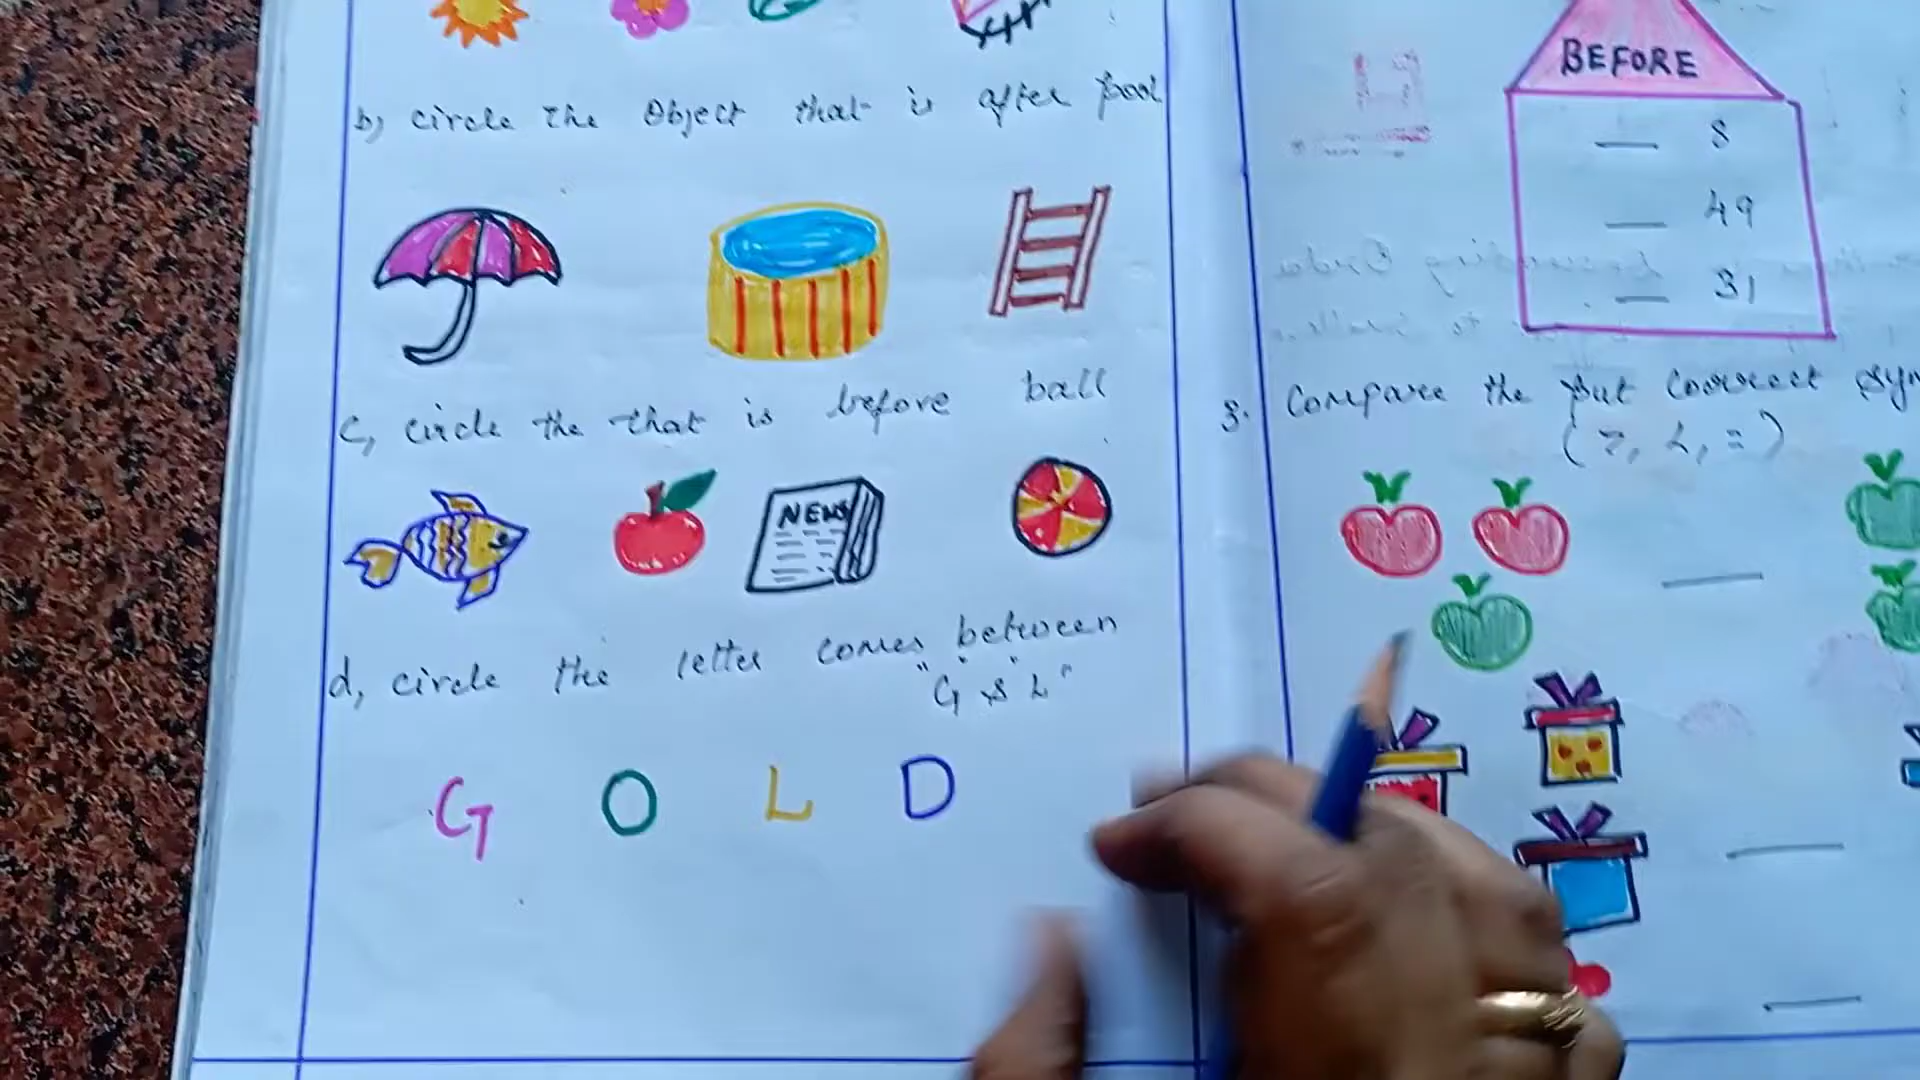 b, circle the Object that is after pool
c, circle the that is before ball
NEWS
d, circle the letter comes between
"G & L"
G O L D
BEFORE
__ 8
__ 49
__ 31
3. Compare the put Correct
(>, <, =)